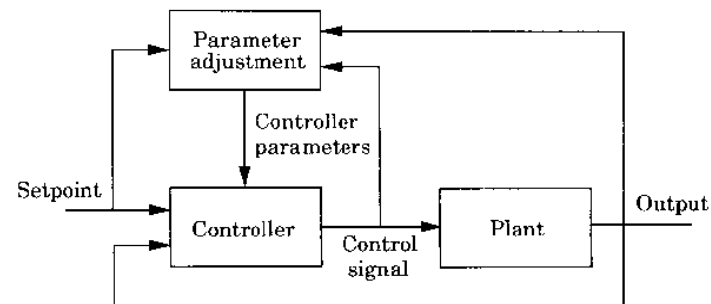 Parameter
adjustment
Controller
parameters
Setpoint
Controller
Control
signal
Plant
Output